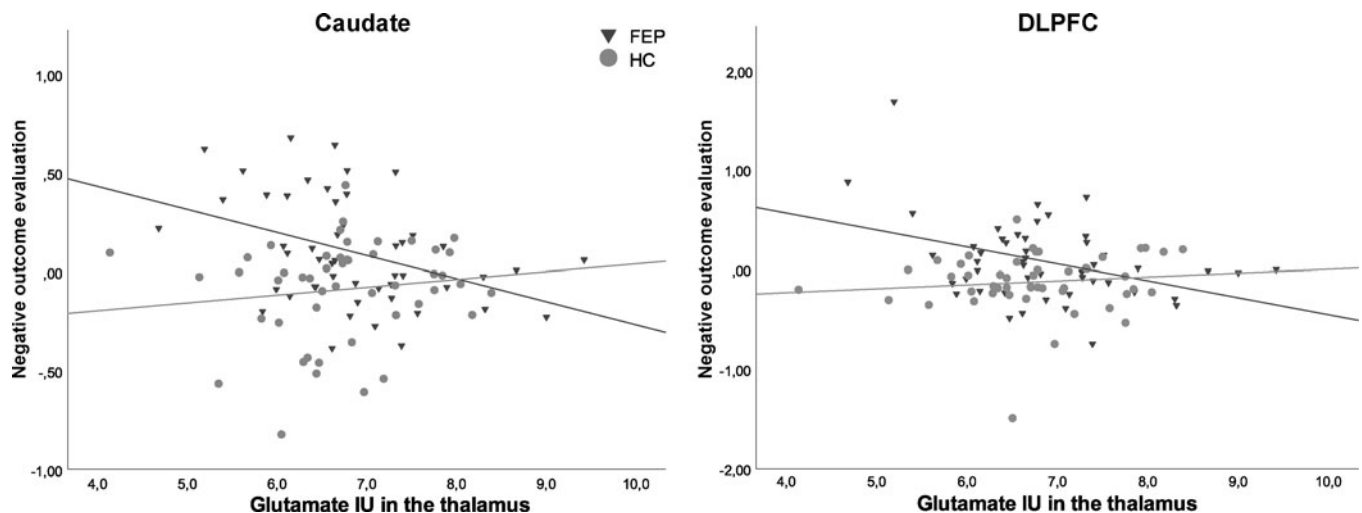 Caudate
FEP
HC
1,00
,50
,00
-,50
-1,00
Negative outcome evaluation
4,0 5,0 6,0 7,0 8,0 9,0 10,0
Glutamate IU in the thalamus
DLPFC
2,00
1,00
,00
-1,00
-2,00
Negative outcome evaluation
4,0 5,0 6,0 7,0 8,0 9,0 10,0
Glutamate IU in the thalamus